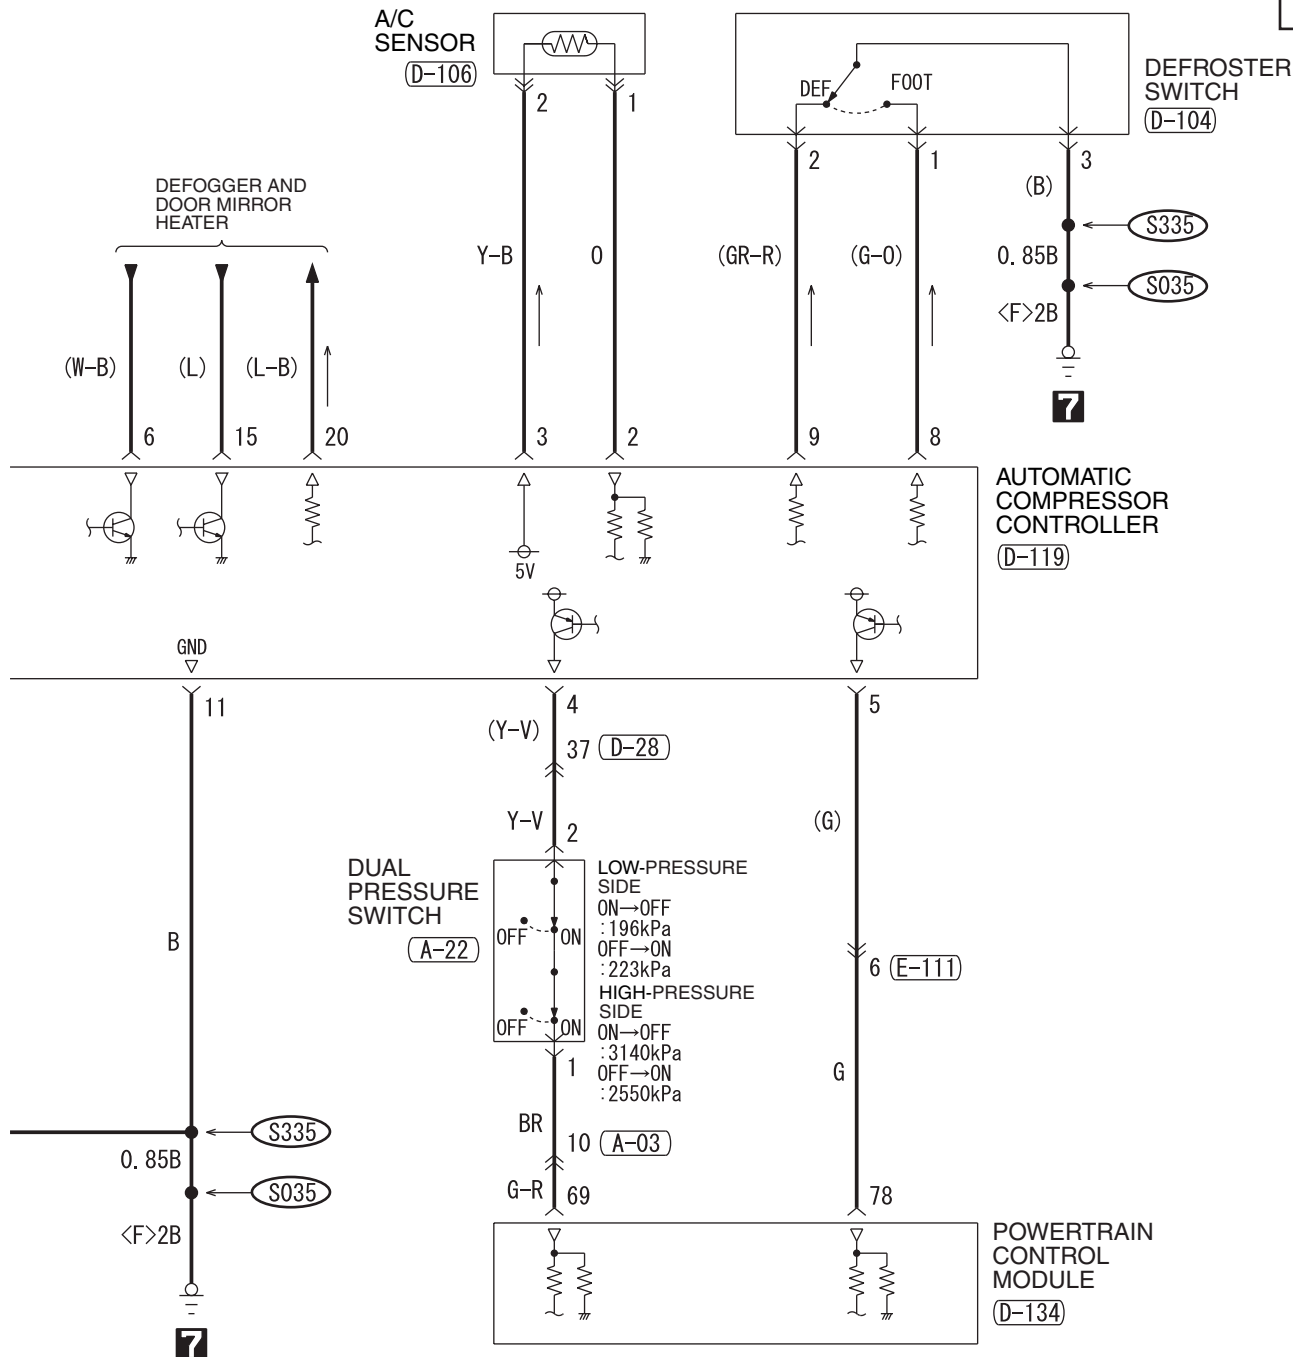 A/C
SENSOR
D-106
2
1
DEF
FOOT
DEFROSTER
SWITCH
D-104
2
1
3
(B)
S335
0.85B
S035
<F>2B
7
DEFOGGER AND
DOOR MIRROR
HEATER
Y-B
O
(GR-R)
(G-O)
(W-B)
(L)
(L-B)
6
15
20
3
2
9
8
AUTOMATIC
COMPRESSOR
CONTROLLER
D-119
5V
GND
11
4
5
(Y-V)
37
D-28
Y-V
2
(G)
DUAL
PRESSURE
SWITCH
A-22
OFF
ON
OFF
ON
LOW-PRESSURE
SIDE
ON→OFF
:196kPa
OFF→ON
:223kPa
HIGH-PRESSURE
SIDE
ON→OFF
:3140kPa
OFF→ON
:2550kPa
B
6
E-111
1
G
BR
10
A-03
S335
0.85B
S035
<F>2B
7
G-R
69
78
POWERTRAIN
CONTROL
MODULE
D-134